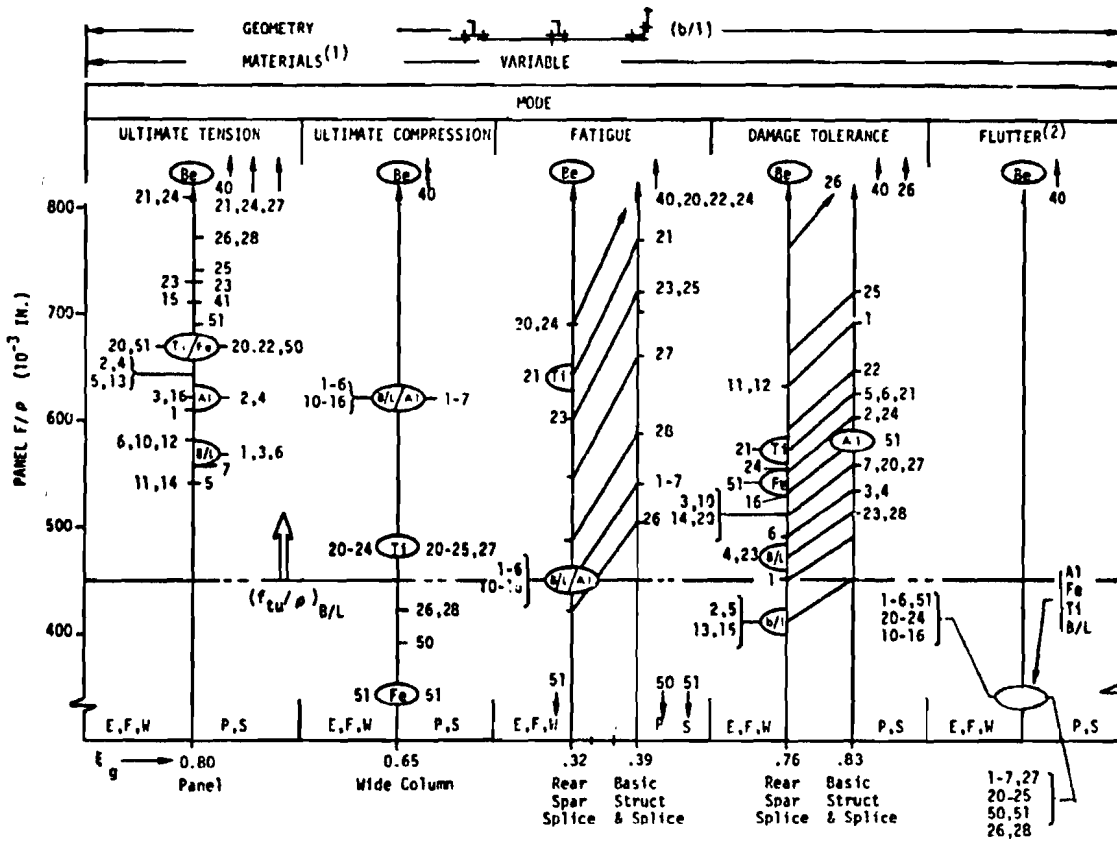 GEOMETRY (b/l)
MATERIALS(1) VARIABLE
MODE
ULTIMATE TENSION
ULTIMATE COMPRESSION
FATIGUE
DAMAGE TOLERANCE
FLUTTER(2)
PANEL F/ρ (10⁻³ IN.)
800
700
600
500
400
Be
40
21,24
21,24,27
26,28
25
23
23
15
41
51
20,51
Ti/Fe
20.22,50
2,4
5,13
3,16
Al
2,4
1
6,10,12
B/L
1,3,6
7
11,14
5
(f tu/ρ) B/L
E,F,W
P,S
Be
40
1-6
10-16
B/L/Al
1-7
20-24
Ti
20-25,27
26,28
50
51
Fe
51
E,F,W
P,S
Be
40,20,22,24
21
23,25
20,24
21
Ti
27
23
28
1-7
26
1-6
B/L/Al
51
50
51
E,F,W
P
S
Be
26
40
26
25
1
11,12
22
5,6,21
2,24
21
Ti
Al
51
24
51
Fe
7,20,27
16
3,10
14,20
3,4
6
23,28
4,23
B/L
1
2,5
13,15
b/l
E,F,W
P,S
Be
40
Al
Fe
Ti
B/L
1-6,51
20-24
10-16
E,F,W
P,S
ξg
0.80
0.65
.32
.39
.76
.83
Panel
Wide Column
Rear
Spar
Splice
Basic
Struct
& Splice
Rear
Spar
Splice
Basic
Struct
& Splice
1-7,27
20-25
50,51
26,28